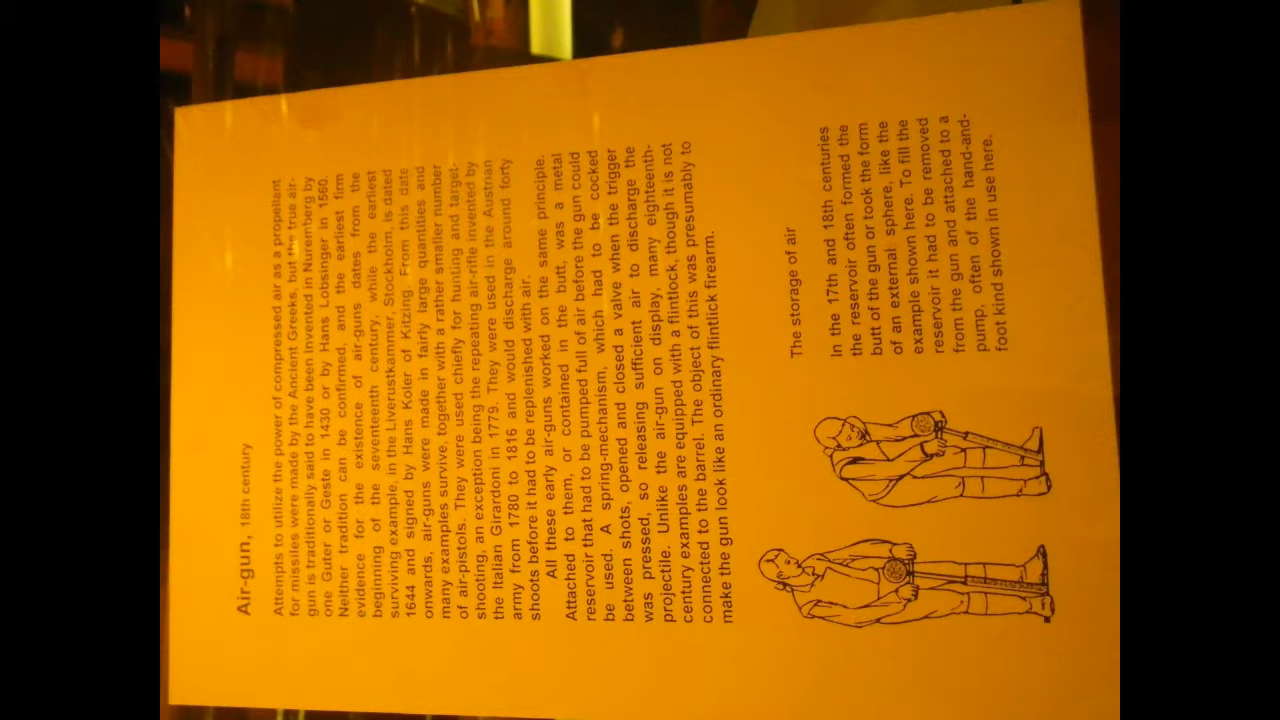 Air-gun, 18th century
Attempts to utilize the power of compressed air as a propellant
for missiles were made by the Ancient Greeks, but the true air-
gun is traditionally said to have been invented in Nuremberg by
one Gufter or Geste in 1430 or by Hans Lobsinger in 1560.
Neither tradition can be confirmed, and the earliest firm
evidence for the existence of air-guns dates from the
beginning of the seventeenth century, while the earliest
surviving example, in the Liverustkammer, Stockholm, is dated
1644 and signed by Hans Koler of Kitzing. From this date
onwards, air-guns were made in fairly large quantities and
many examples survive, together with a rather smaller number
of air-pistols. They were used chiefly for hunting and target-
shooting, an exception being the repeating air-rifle invented by
the Italian Girardoni in 1779. They were used in the Austrian
army from 1780 to 1816 and would discharge around forty
shoots before it had to be replenished with air.
All these early air-guns worked on the same principle.
Attached to them, or contained in the butt, was a metal
reservoir that had to be pumped full of air before the gun could
be used. A spring-mechanism, which had to be cocked
between shots, opened and closed a valve when the trigger
was pressed, so releasing sufficient air to discharge the
projectile. Unlike the air-gun on display, many eighteenth-
century examples are equipped with a flintlock, though it is not
connected to the barrel. The object of this was presumably to
make the gun look like an ordinary flintlick firearm.
The storage of air
In the 17th and 18th centuries
the reservoir often formed the
butt of the gun or took the form
of an external sphere, like the
example shown here. To fill the
reservoir it had to be removed
from the gun and attached to a
pump, often of the hand-and-
foot kind shown in use here.